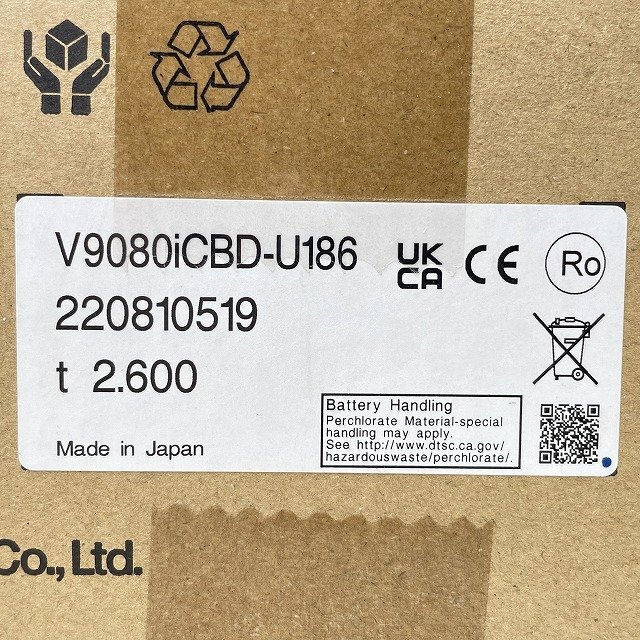 V9080iCBD-U186
UK
CA
CE
Ro
220810519
t 2.600
Battery Handling
Perchlorate Material-special
handling may apply.
See http://www.dtsc.ca.gov/
hazardouswaste/perchlorate/.
Made in Japan
Co., Ltd.